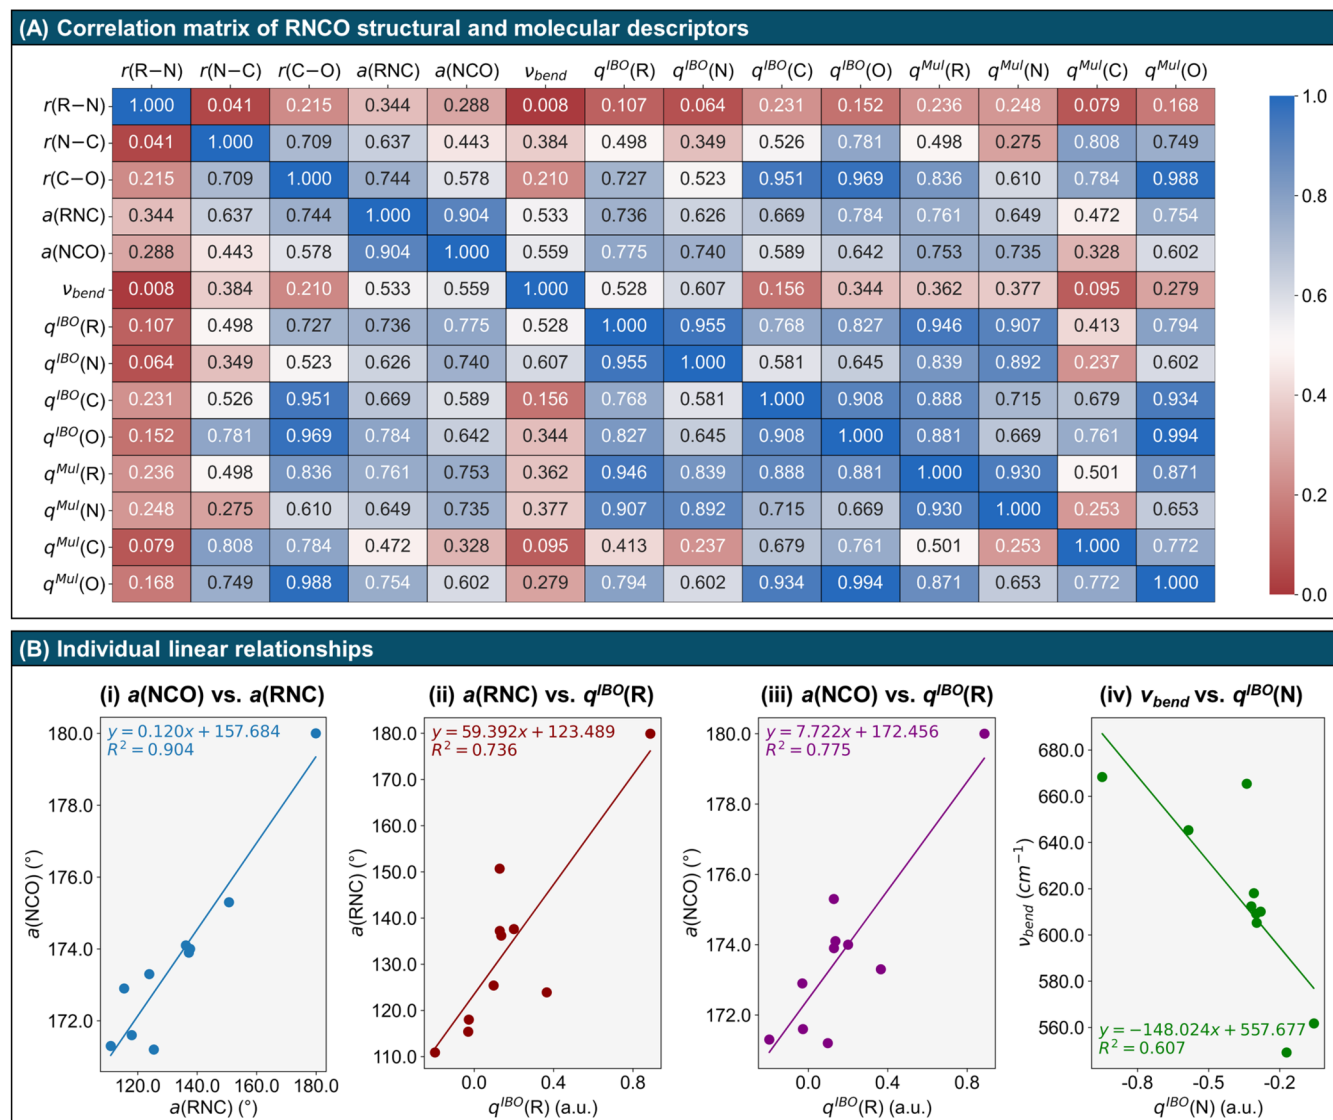 (A) Correlation matrix of RNCO structural and molecular descriptors
r(R−N) r(N−C) r(C−O) a(RNC) a(NCO) ν_bend q^IBO(R) q^IBO(N) q^IBO(C) q^IBO(O) q^Mul(R) q^Mul(N) q^Mul(C) q^Mul(O)
r(R−N) 1.000 0.041 0.215 0.344 0.288 0.008 0.107 0.064 0.231 0.152 0.236 0.248 0.079 0.168
r(N−C) 0.041 1.000 0.709 0.637 0.443 0.384 0.498 0.349 0.526 0.781 0.498 0.275 0.808 0.749
r(C−O) 0.215 0.709 1.000 0.744 0.578 0.210 0.727 0.523 0.951 0.969 0.836 0.610 0.784 0.988
a(RNC) 0.344 0.637 0.744 1.000 0.904 0.533 0.736 0.626 0.669 0.784 0.761 0.649 0.472 0.754
a(NCO) 0.288 0.443 0.578 0.904 1.000 0.559 0.775 0.740 0.589 0.642 0.753 0.735 0.328 0.602
ν_bend 0.008 0.384 0.210 0.533 0.559 1.000 0.528 0.607 0.156 0.344 0.362 0.377 0.095 0.279
q^IBO(R) 0.107 0.498 0.727 0.736 0.775 0.528 1.000 0.955 0.768 0.827 0.946 0.907 0.413 0.794
q^IBO(N) 0.064 0.349 0.523 0.626 0.740 0.607 0.955 1.000 0.581 0.645 0.839 0.892 0.237 0.602
q^IBO(C) 0.231 0.526 0.951 0.669 0.589 0.156 0.768 0.581 1.000 0.908 0.888 0.715 0.679 0.934
q^IBO(O) 0.152 0.781 0.969 0.784 0.642 0.344 0.827 0.645 0.908 1.000 0.881 0.669 0.761 0.994
q^Mul(R) 0.236 0.498 0.836 0.761 0.753 0.362 0.946 0.839 0.888 0.881 1.000 0.930 0.501 0.871
q^Mul(N) 0.248 0.275 0.610 0.649 0.735 0.377 0.907 0.892 0.715 0.669 0.930 1.000 0.253 0.653
q^Mul(C) 0.079 0.808 0.784 0.472 0.328 0.095 0.413 0.237 0.679 0.761 0.501 0.253 1.000 0.772
q^Mul(O) 0.168 0.749 0.988 0.754 0.602 0.279 0.794 0.602 0.934 0.994 0.871 0.653 0.772 1.000
1.0
0.8
0.6
0.4
0.2
0.0
(B) Individual linear relationships
(i) a(NCO) vs. a(RNC)
y = 0.120x + 157.684
R² = 0.904
180.0
178.0
176.0
174.0
172.0
a(NCO) (°)
120.0 140.0 160.0 180.0
a(RNC) (°)
(ii) a(RNC) vs. q^IBO(R)
y = 59.392x + 123.489
R² = 0.736
180.0
170.0
160.0
150.0
140.0
130.0
120.0
110.0
a(RNC) (°)
0.0 0.4 0.8
q^IBO(R) (a.u.)
(iii) a(NCO) vs. q^IBO(R)
y = 7.722x + 172.456
R² = 0.775
180.0
178.0
176.0
174.0
172.0
a(NCO) (°)
0.0 0.4 0.8
q^IBO(R) (a.u.)
(iv) ν_bend vs. q^IBO(N)
680.0
660.0
640.0
620.0
600.0
580.0
560.0
ν_bend (cm⁻¹)
y = −148.024x + 557.677
R² = 0.607
-0.8 -0.5 -0.2
q^IBO(N) (a.u.)